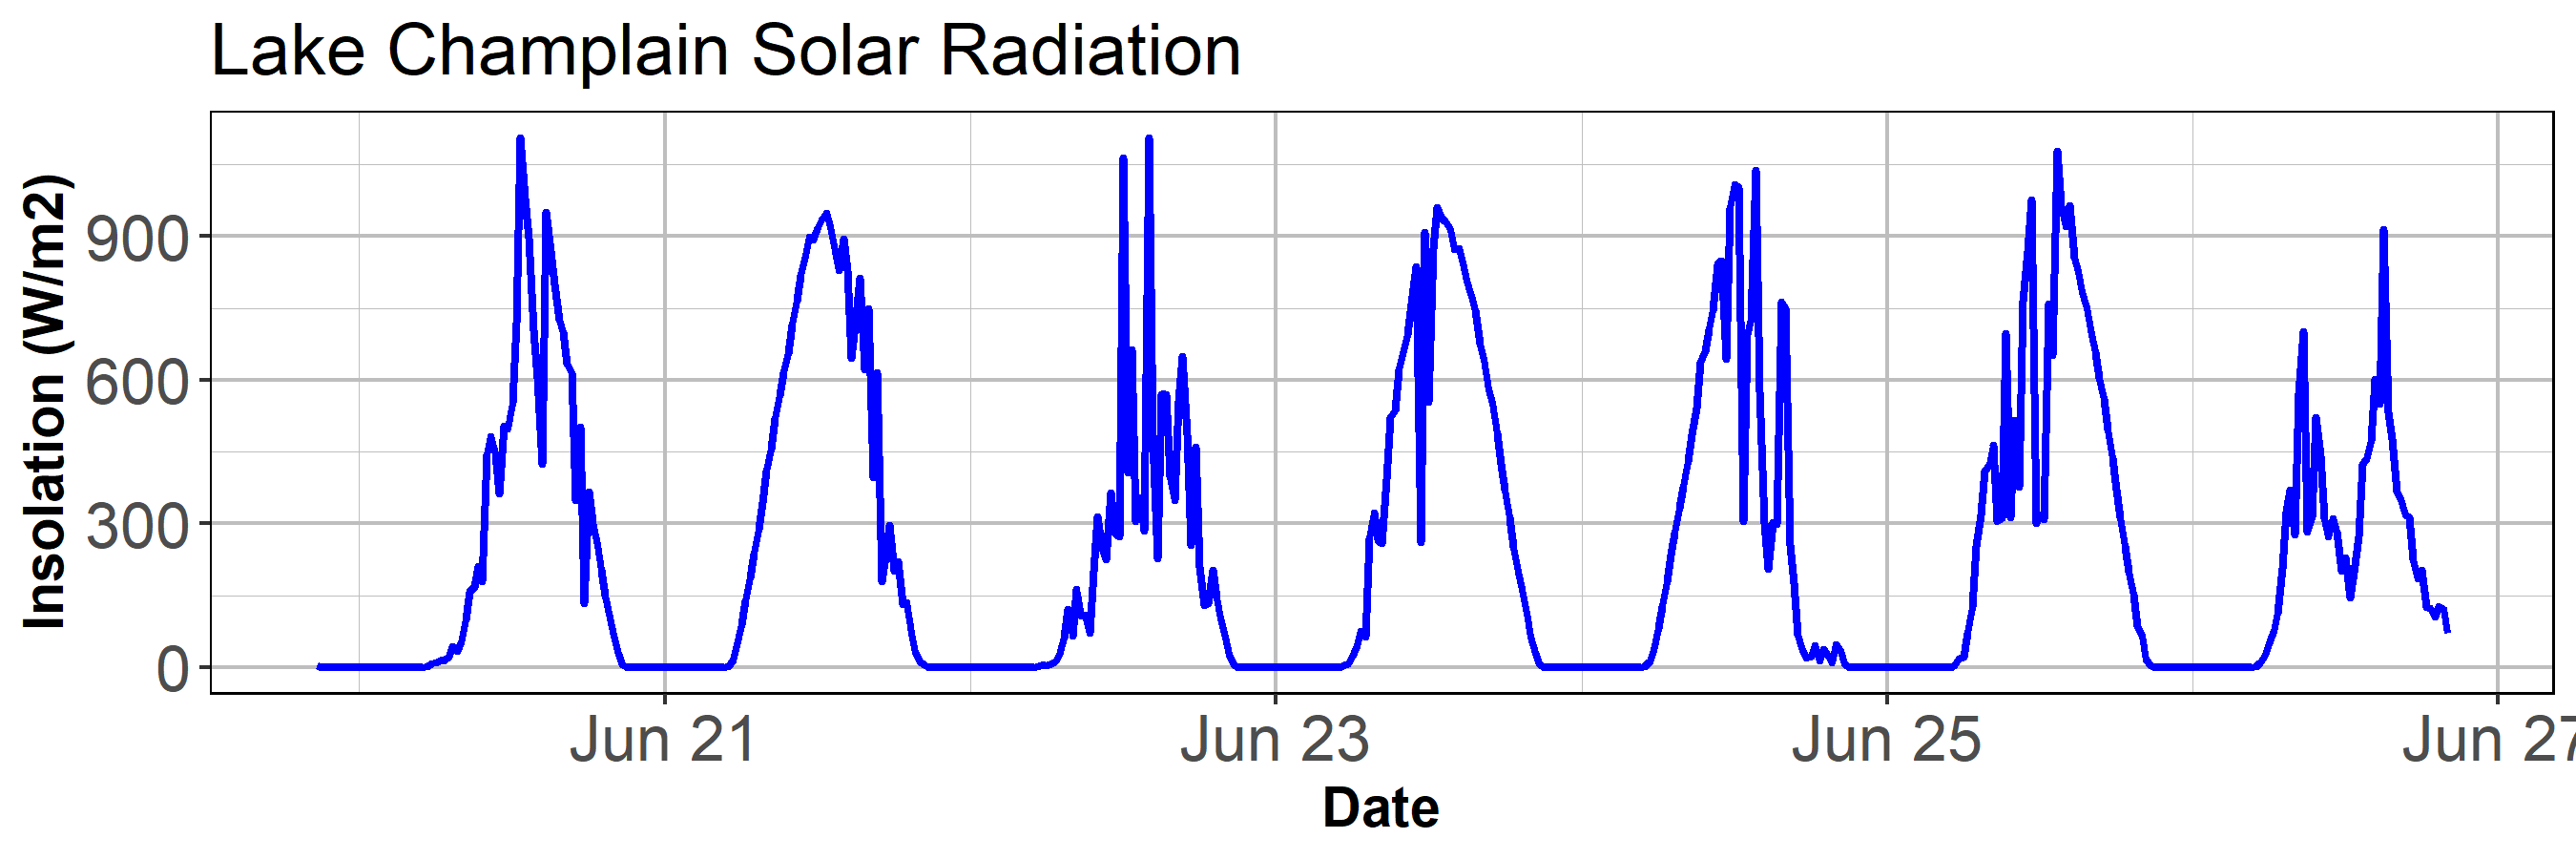 Lake Champlain Solar Radiation
Insolation (W/m2)
900
600
300
0
Jun 21 Jun 23 Jun 25 Jun 27
Date